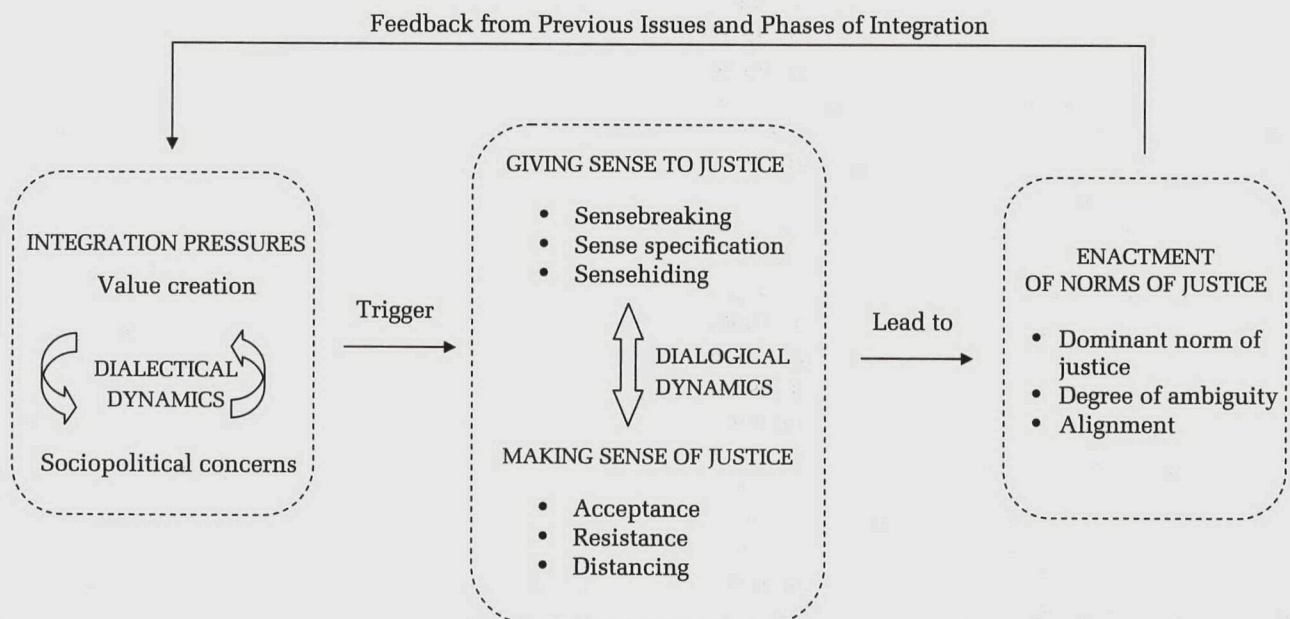 Feedback from Previous Issues and Phases of Integration
INTEGRATION PRESSURES
Value creation
DIALECTICAL
DYNAMICS
Sociopolitical concerns
Trigger
GIVING SENSE TO JUSTICE
• Sensebreaking
• Sense specification
• Sensehiding
DIALOGICAL
DYNAMICS
MAKING SENSE OF JUSTICE
• Acceptance
• Resistance
• Distancing
Lead to
ENACTMENT
OF NORMS OF JUSTICE
• Dominant norm of
justice
• Degree of ambiguity
• Alignment